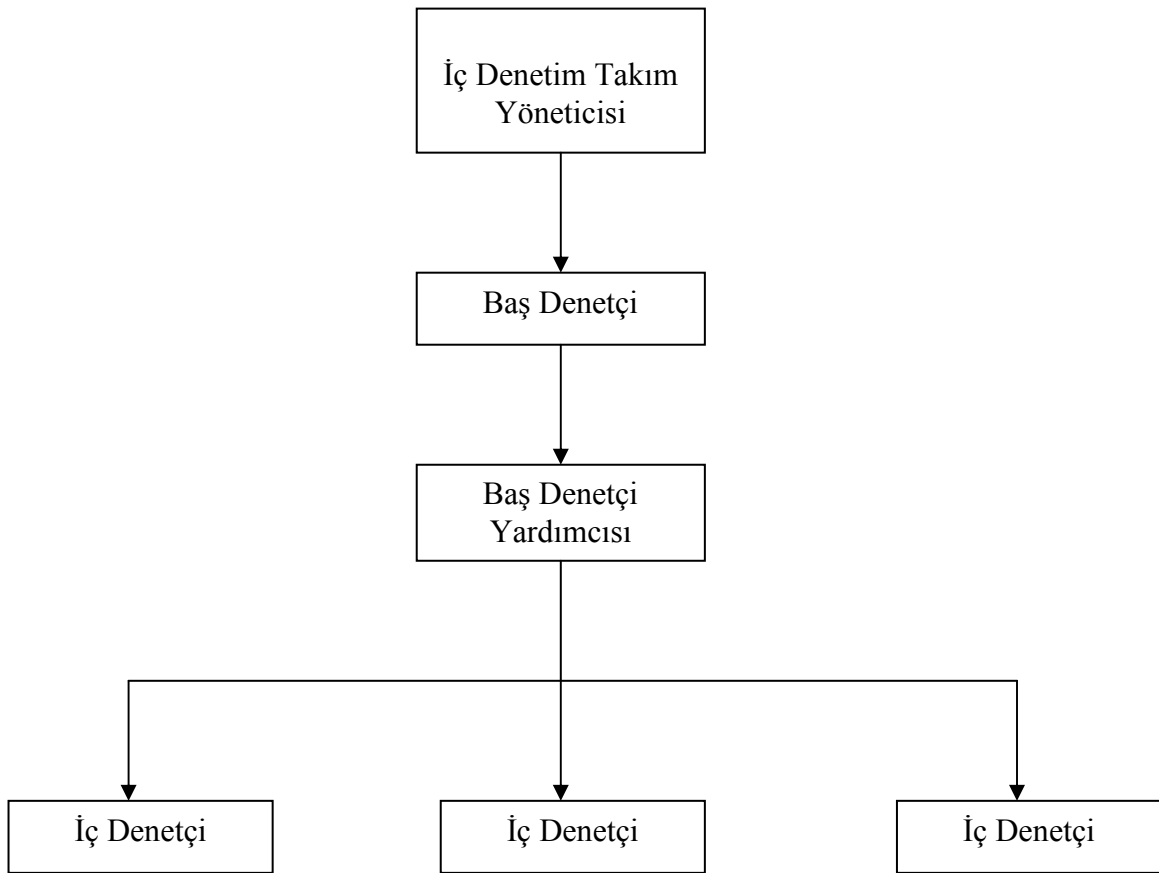 İç Denetim Takım
Yöneticisi
Baş Denetçi
Baş Denetçi
Yardımcısı
İç Denetçi
İç Denetçi
İç Denetçi